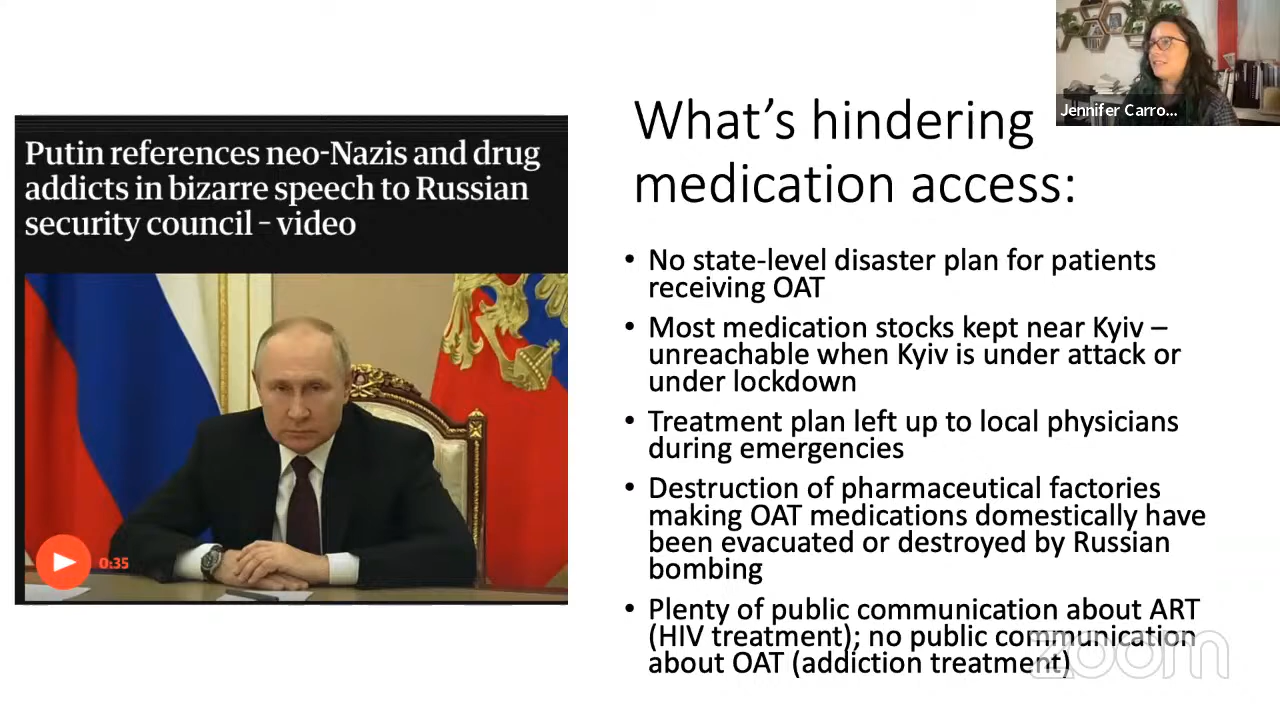 Jennifer Carro...
Putin references neo-Nazis and drug
addicts in bizarre speech to Russian
security council – video
0:35
What's hindering
medication access:
• No state-level disaster plan for patients
receiving OAT
• Most medication stocks kept near Kyiv –
unreachable when Kyiv is under attack or
under lockdown
• Treatment plan left up to local physicians
during emergencies
• Destruction of pharmaceutical factories
making OAT medications domestically have
been evacuated or destroyed by Russian
bombing
• Plenty of public communication about ART
(HIV treatment); no public communication
about OAT (addiction treatment)
zoom